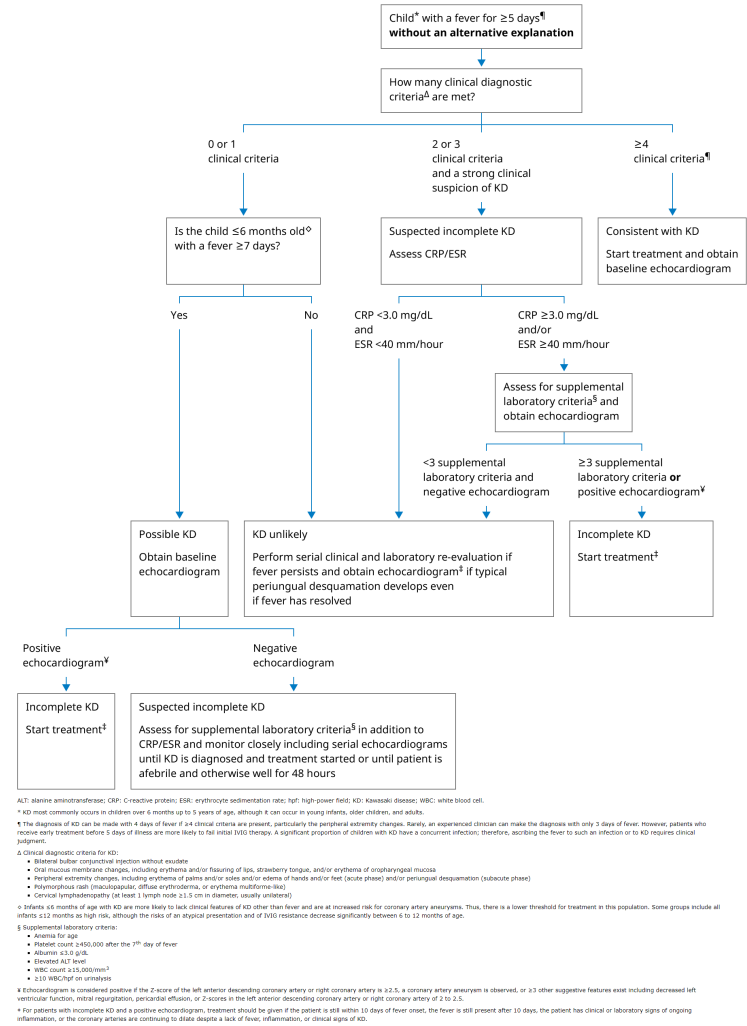 Child* with a fever for ≥5 days¶
without an alternative explanation
How many clinical diagnostic
criteriaΔ are met?
0 or 1
clinical criteria
2 or 3
clinical criteria
and a strong clinical
suspicion of KD
≥4
clinical criteria¶
Is the child ≤6 months old◇
with a fever ≥7 days?
Suspected incomplete KD
Assess CRP/ESR
Consistent with KD
Start treatment and obtain
baseline echocardiogram
Yes
No
CRP <3.0 mg/dL
and
ESR <40 mm/hour
CRP ≥3.0 mg/dL
and/or
ESR ≥40 mm/hour
Assess for supplemental
laboratory criteria§ and
obtain echocardiogram
<3 supplemental
laboratory criteria and
negative echocardiogram
≥3 supplemental
laboratory criteria or
positive echocardiogram¥
Possible KD
Obtain baseline
echocardiogram
KD unlikely
Perform serial clinical and laboratory re-evaluation if
fever persists and obtain echocardiogram‡ if typical
periungual desquamation develops even
if fever has resolved
Incomplete KD
Start treatment‡
Positive
echocardiogram¥
Negative
echocardiogram
Incomplete KD
Start treatment‡
Suspected incomplete KD
Assess for supplemental laboratory criteria§ in addition to
CRP/ESR and monitor closely including serial echocardiograms
until KD is diagnosed and treatment started or until patient is
afebrile and otherwise well for 48 hours
ALT: alanine aminotransferase; CRP: C-reactive protein; ESR: erythrocyte sedimentation rate; hpf: high-power field; KD: Kawasaki disease; WBC: white blood cell.
* KD most commonly occurs in children over 6 months up to 5 years of age, although it can occur in young infants, older children, and adults.
¶ The diagnosis of KD can be made with 4 days of fever if ≥4 clinical criteria are present, particularly the peripheral extremity changes. Rarely, an experienced clinician can make the diagnosis with only 3 days of fever. However, patients who
receive early treatment before 5 days of illness are more likely to fail initial IVIG therapy. A significant proportion of children with KD have a concurrent infection; therefore, ascribing the fever to such an infection or to KD requires clinical
judgment.
Δ Clinical diagnostic criteria for KD:
▪ Bilateral bulbar conjunctival injection without exudate
▪ Oral mucous membrane changes, including erythema and/or fissuring of lips, strawberry tongue, and/or erythema of oropharyngeal mucosa
▪ Peripheral extremity changes, including erythema of palms and/or soles and/or edema of hands and/or feet (acute phase) and/or periungual desquamation (subacute phase)
▪ Polymorphous rash (maculopapular, diffuse erythroderma, or erythema multiforme-like)
▪ Cervical lymphadenopathy (at least 1 lymph node ≥1.5 cm in diameter, usually unilateral)
◇ Infants ≤6 months of age with KD are more likely to lack clinical features of KD other than fever and are at increased risk for coronary aneurysms. Thus, there is a lower threshold for treatment in this population. Some groups include all
infants ≤12 months as high risk, although the risks of an atypical presentation and of IVIG resistance decrease significantly between 6 to 12 months of age.
§ Supplemental laboratory criteria:
▪ Anemia for age
▪ Platelet count ≥450,000 after the 7th day of fever
▪ Albumin ≤3.0 g/dL
▪ Elevated ALT level
▪ WBC count ≥15,000/mm3
▪ ≥10 WBC/hpf on urinalysis
¥ Echocardiogram is considered positive if the Z-score of the left anterior descending coronary artery or right coronary artery is ≥2.5, a coronary artery aneurysm is observed, or ≥3 other suggestive features exist including decreased left
ventricular function, mitral regurgitation, pericardial effusion, or Z-scores in the left anterior descending coronary artery or right coronary artery of 2 to 2.5.
‡ For patients with incomplete KD and a positive echocardiogram, treatment should be given if the patient is still within 10 days of fever onset, the fever is still present after 10 days, the patient has clinical or laboratory signs of ongoing
inflammation, or the coronary arteries are continuing to dilate despite a lack of fever, inflammation, or clinical signs of KD.